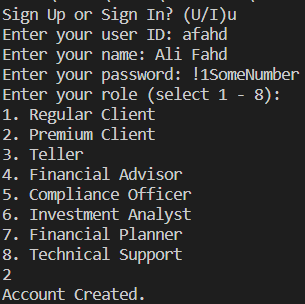 Sign Up or Sign In? (U/I)u
Enter your user ID: afahd
Enter your name: Ali Fahd
Enter your password: !1SomeNumber
Enter your role (select 1 - 8):
1. Regular Client
2. Premium Client
3. Teller
4. Financial Advisor
5. Compliance Officer
6. Investment Analyst
7. Financial Planner
8. Technical Support
2
Account Created.